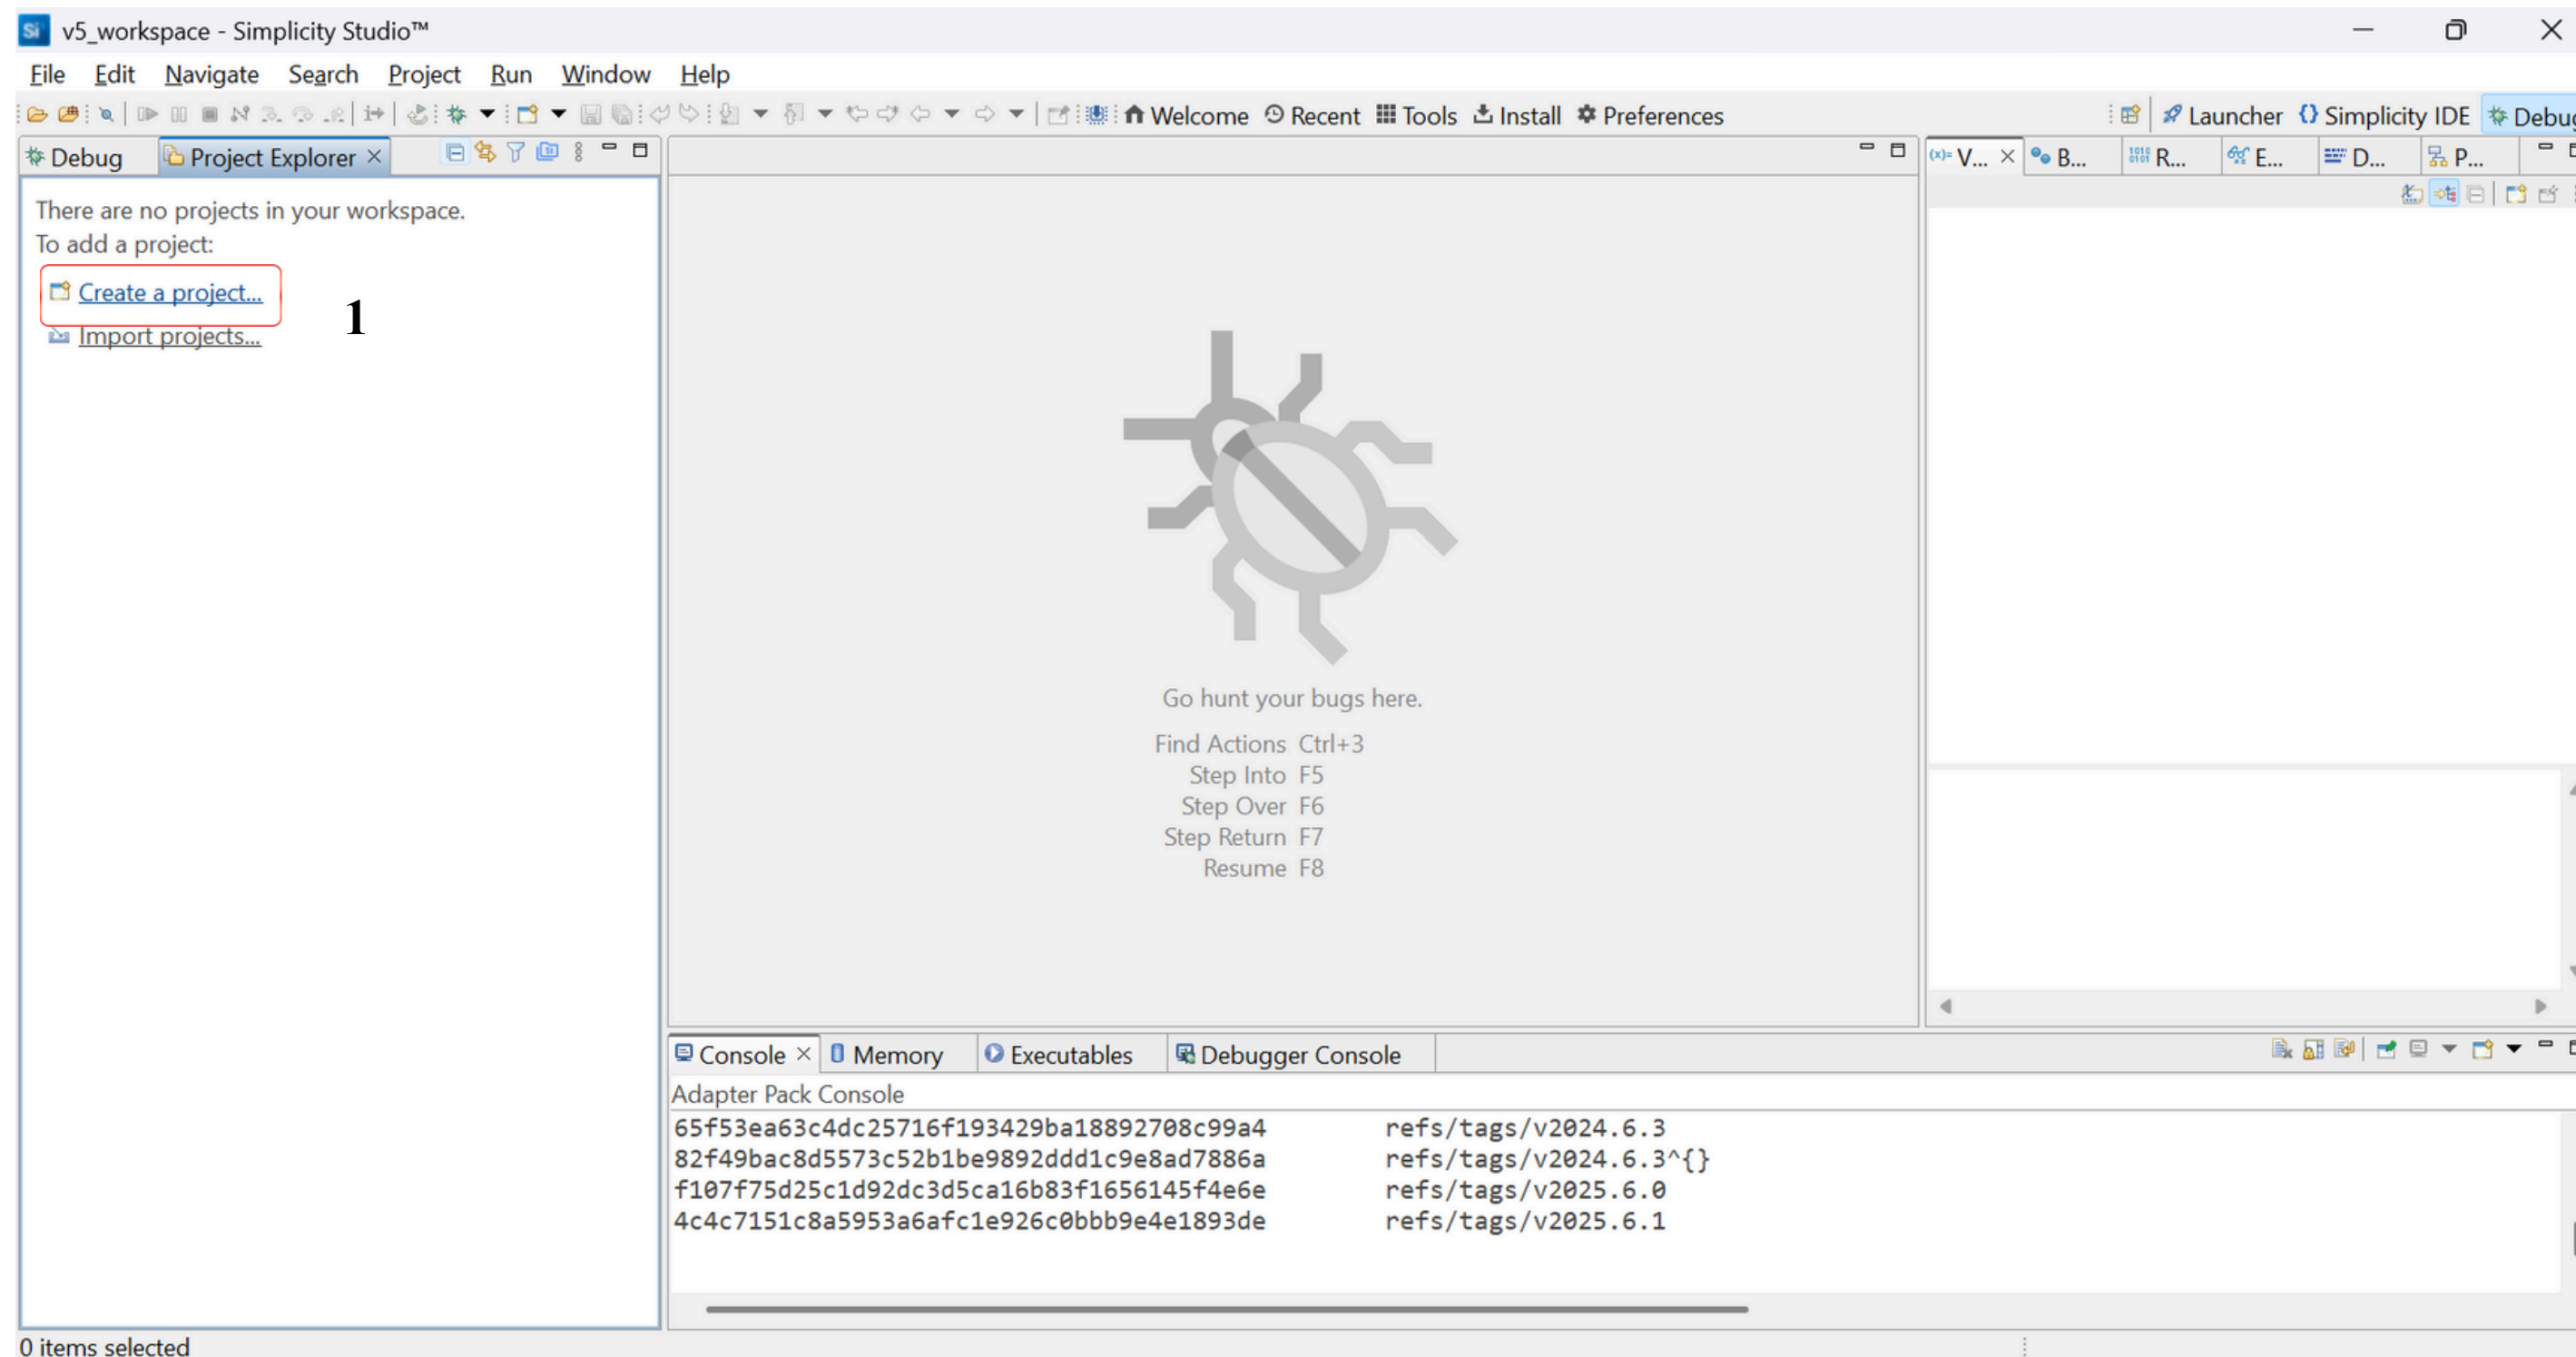 Si v5_workspace - Simplicity Studio™
File Edit Navigate Search Project Run Window Help
Welcome Recent Tools Install Preferences Launcher {} Simplicity IDE Debug
Debug Project Explorer (x)= V... B... 1010 0101 R... E... D... P...
There are no projects in your workspace.
To add a project:
Create a project...
1
Import projects...
Go hunt your bugs here.
Find Actions Ctrl+3
Step Into F5
Step Over F6
Step Return F7
Resume F8
Console Memory Executables Debugger Console
Adapter Pack Console
65f53ea63c4dc25716f193429ba18892708c99a4 refs/tags/v2024.6.3
82f49bac8d5573c52b1be9892ddd1c9e8ad7886a refs/tags/v2024.6.3^{}
f107f75d25c1d92dc3d5ca16b83f1656145f4e6e refs/tags/v2025.6.0
4c4c7151c8a5953a6afc1e926c0bbb9e4e1893de refs/tags/v2025.6.1
0 items selected